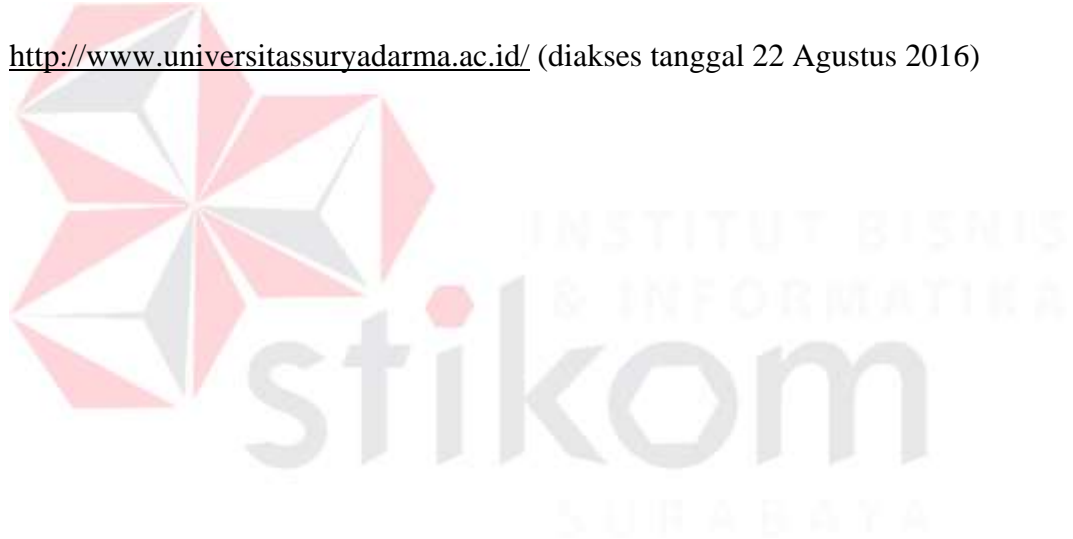 http://www.universitassuryadarma.ac.id/ (diakses tanggal 22 Agustus 2016)
INSTITUT BISNIS
& INFORMATIKA
stikom
SURABAYA